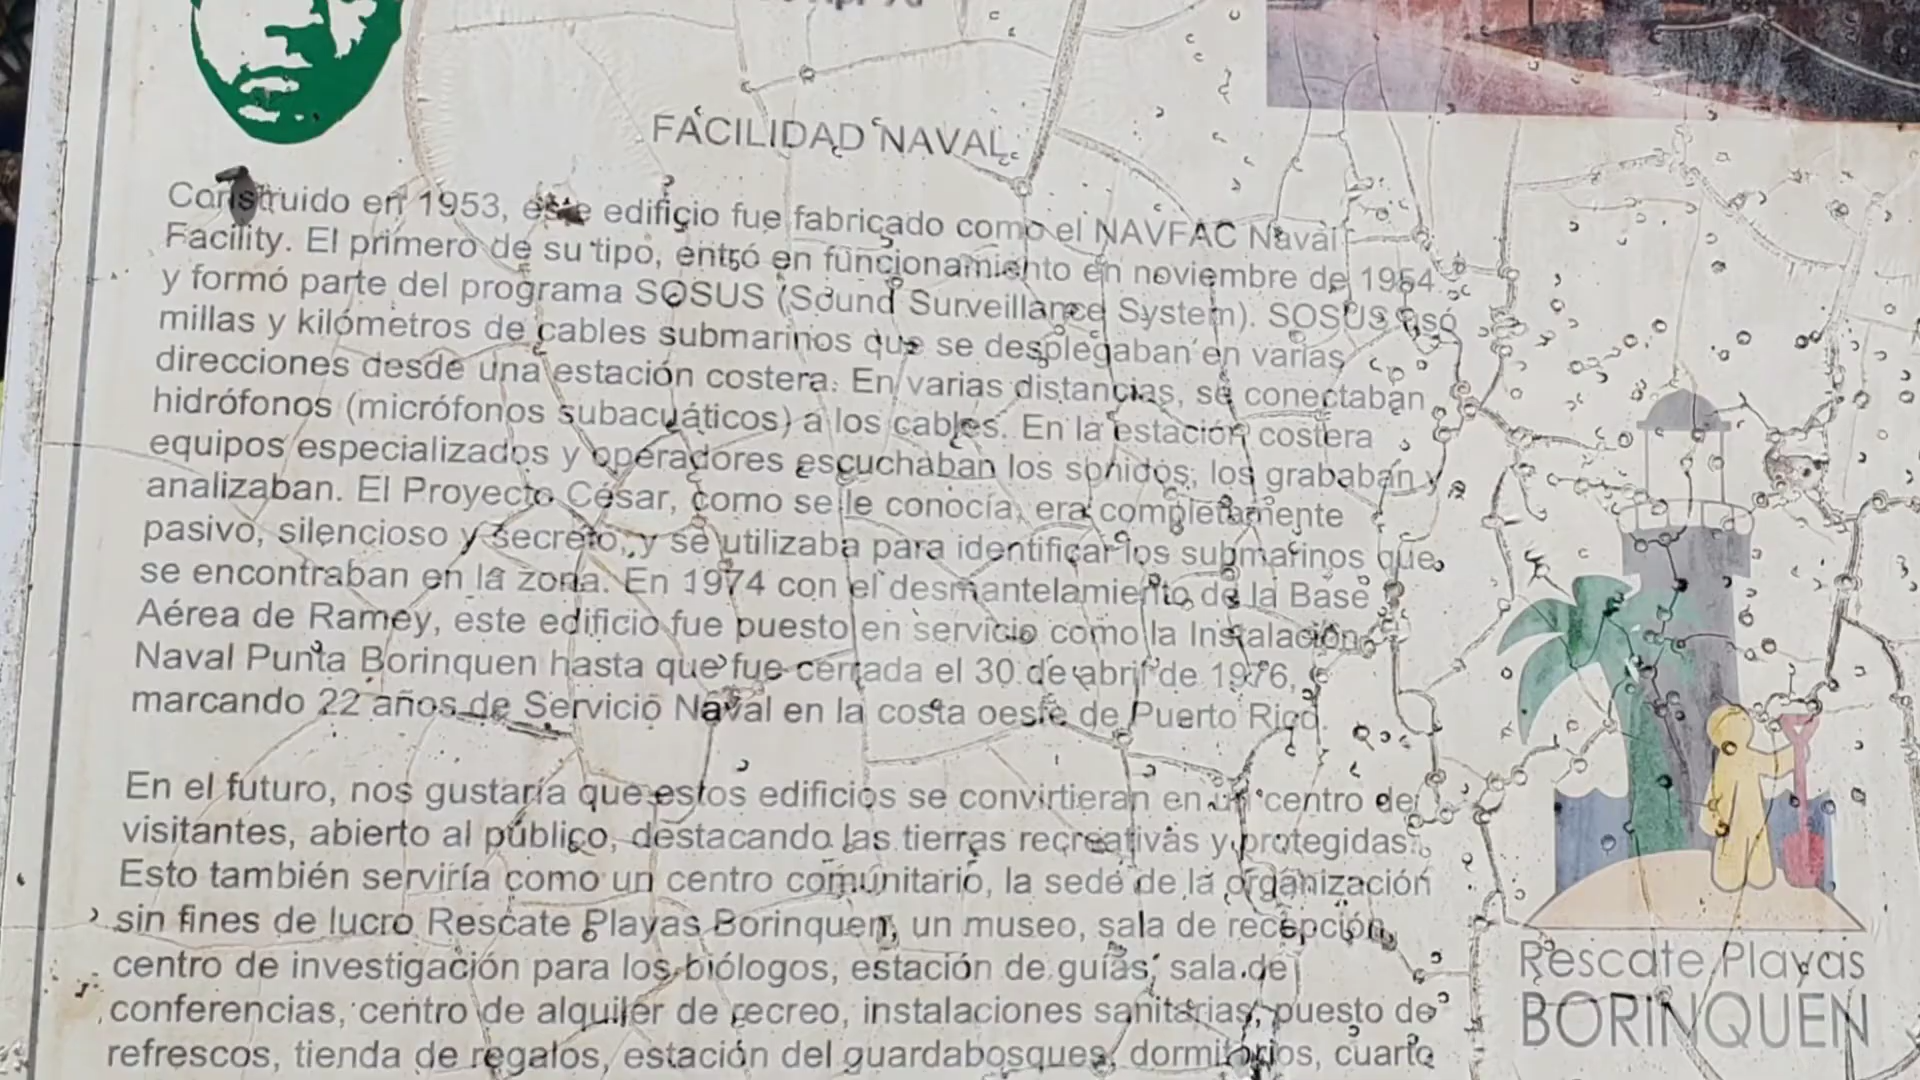 FACILIDAD NAVAL
Construido en 1953, este edificio fue fabricado como el NAVFAC Naval
Facility. El primero de su tipo, entró en funcionamiento en noviembre de 1954
y formó parte del programa SOSUS (Sound Surveillance System). SOSUS usó
millas y kilómetros de cables submarinos que se desplegaban en varias
direcciones desde una estación costera. En varias distancias, se conectaban
hidrófonos (micrófonos subacuáticos) a los cables. En la estación costera
equipos especializados y operadores escuchaban los sonidos, los grababan y
analizaban. El Proyecto Cesar, como se le conocía, era completamente
pasivo, silencioso y secreto, y se utilizaba para identificar los submarinos que
se encontraban en la zona. En 1974 con el desmantelamiento de la Base
Aérea de Ramey, este edificio fue puesto en servicio como la Instalación
Naval Punta Borinquen hasta que fue cerrada el 30 de abril de 1976,
marcando 22 años de Servicio Naval en la costa oeste de Puerto Rico.
En el futuro, nos gustaría que estos edificios se convirtieran en un centro de
visitantes, abierto al público, destacando las tierras recreativas y protegidas.
Esto también serviría como un centro comunitario, la sede de la organización
sin fines de lucro Rescate Playas Borinquen, un museo, sala de recepción,
centro de investigación para los biólogos, estación de guías, sala de
conferencias, centro de alquiler de recreo, instalaciones sanitarias, puesto de
refrescos, tienda de regalos, estación del guardabosques, dormitorios, cuarto
Rescate Playas
BORINQUEN